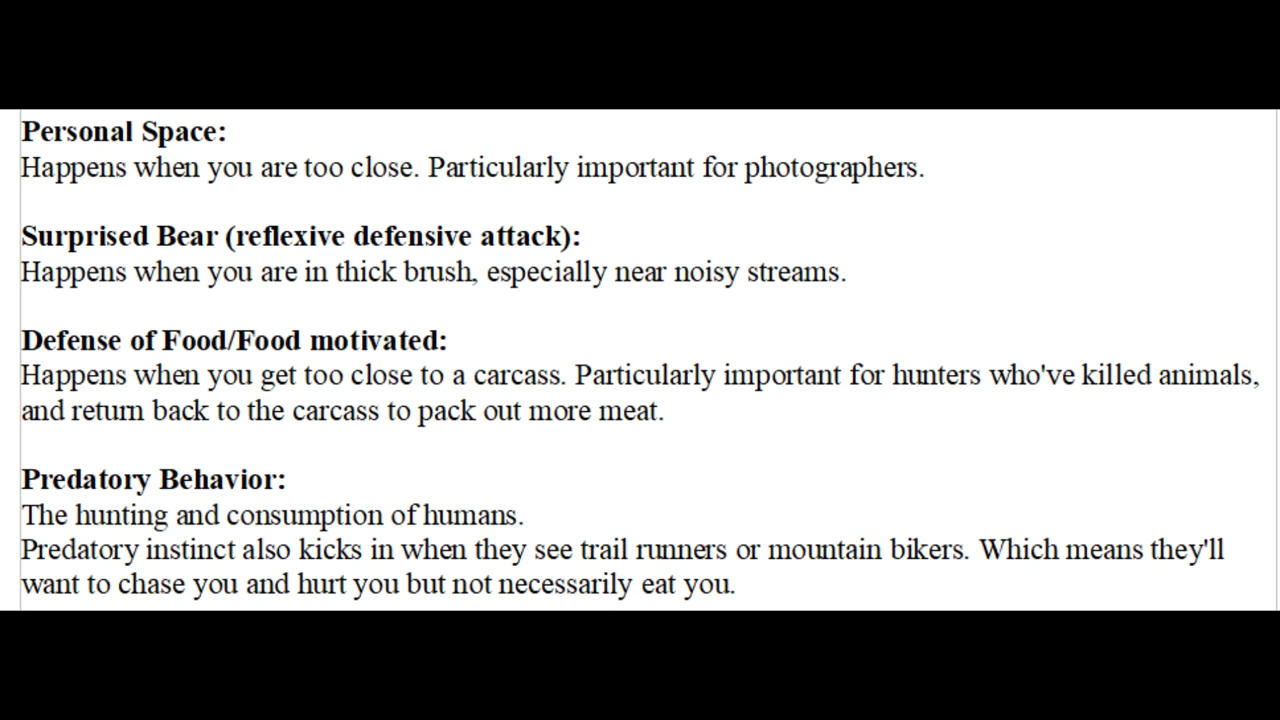 Personal Space:
Happens when you are too close. Particularly important for photographers.
Surprised Bear (reflexive defensive attack):
Happens when you are in thick brush, especially near noisy streams.
Defense of Food/Food motivated:
Happens when you get too close to a carcass. Particularly important for hunters who've killed animals,
and return back to the carcass to pack out more meat.
Predatory Behavior:
The hunting and consumption of humans.
Predatory instinct also kicks in when they see trail runners or mountain bikers. Which means they'll
want to chase you and hurt you but not necessarily eat you.